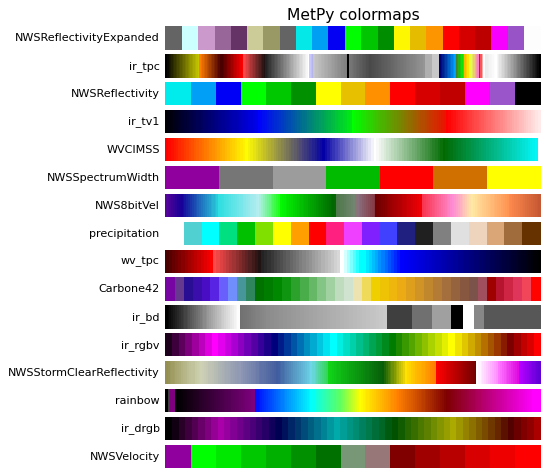 MetPy colormaps
NWSReflectivityExpanded
ir_tpc
NWSReflectivity
ir_tv1
WVCIMSS
NWSSpectrumWidth
NWS8bitVel
precipitation
wv_tpc
Carbone42
ir_bd
ir_rgbv
NWSStormClearReflectivity
rainbow
ir_drgb
NWSVelocity